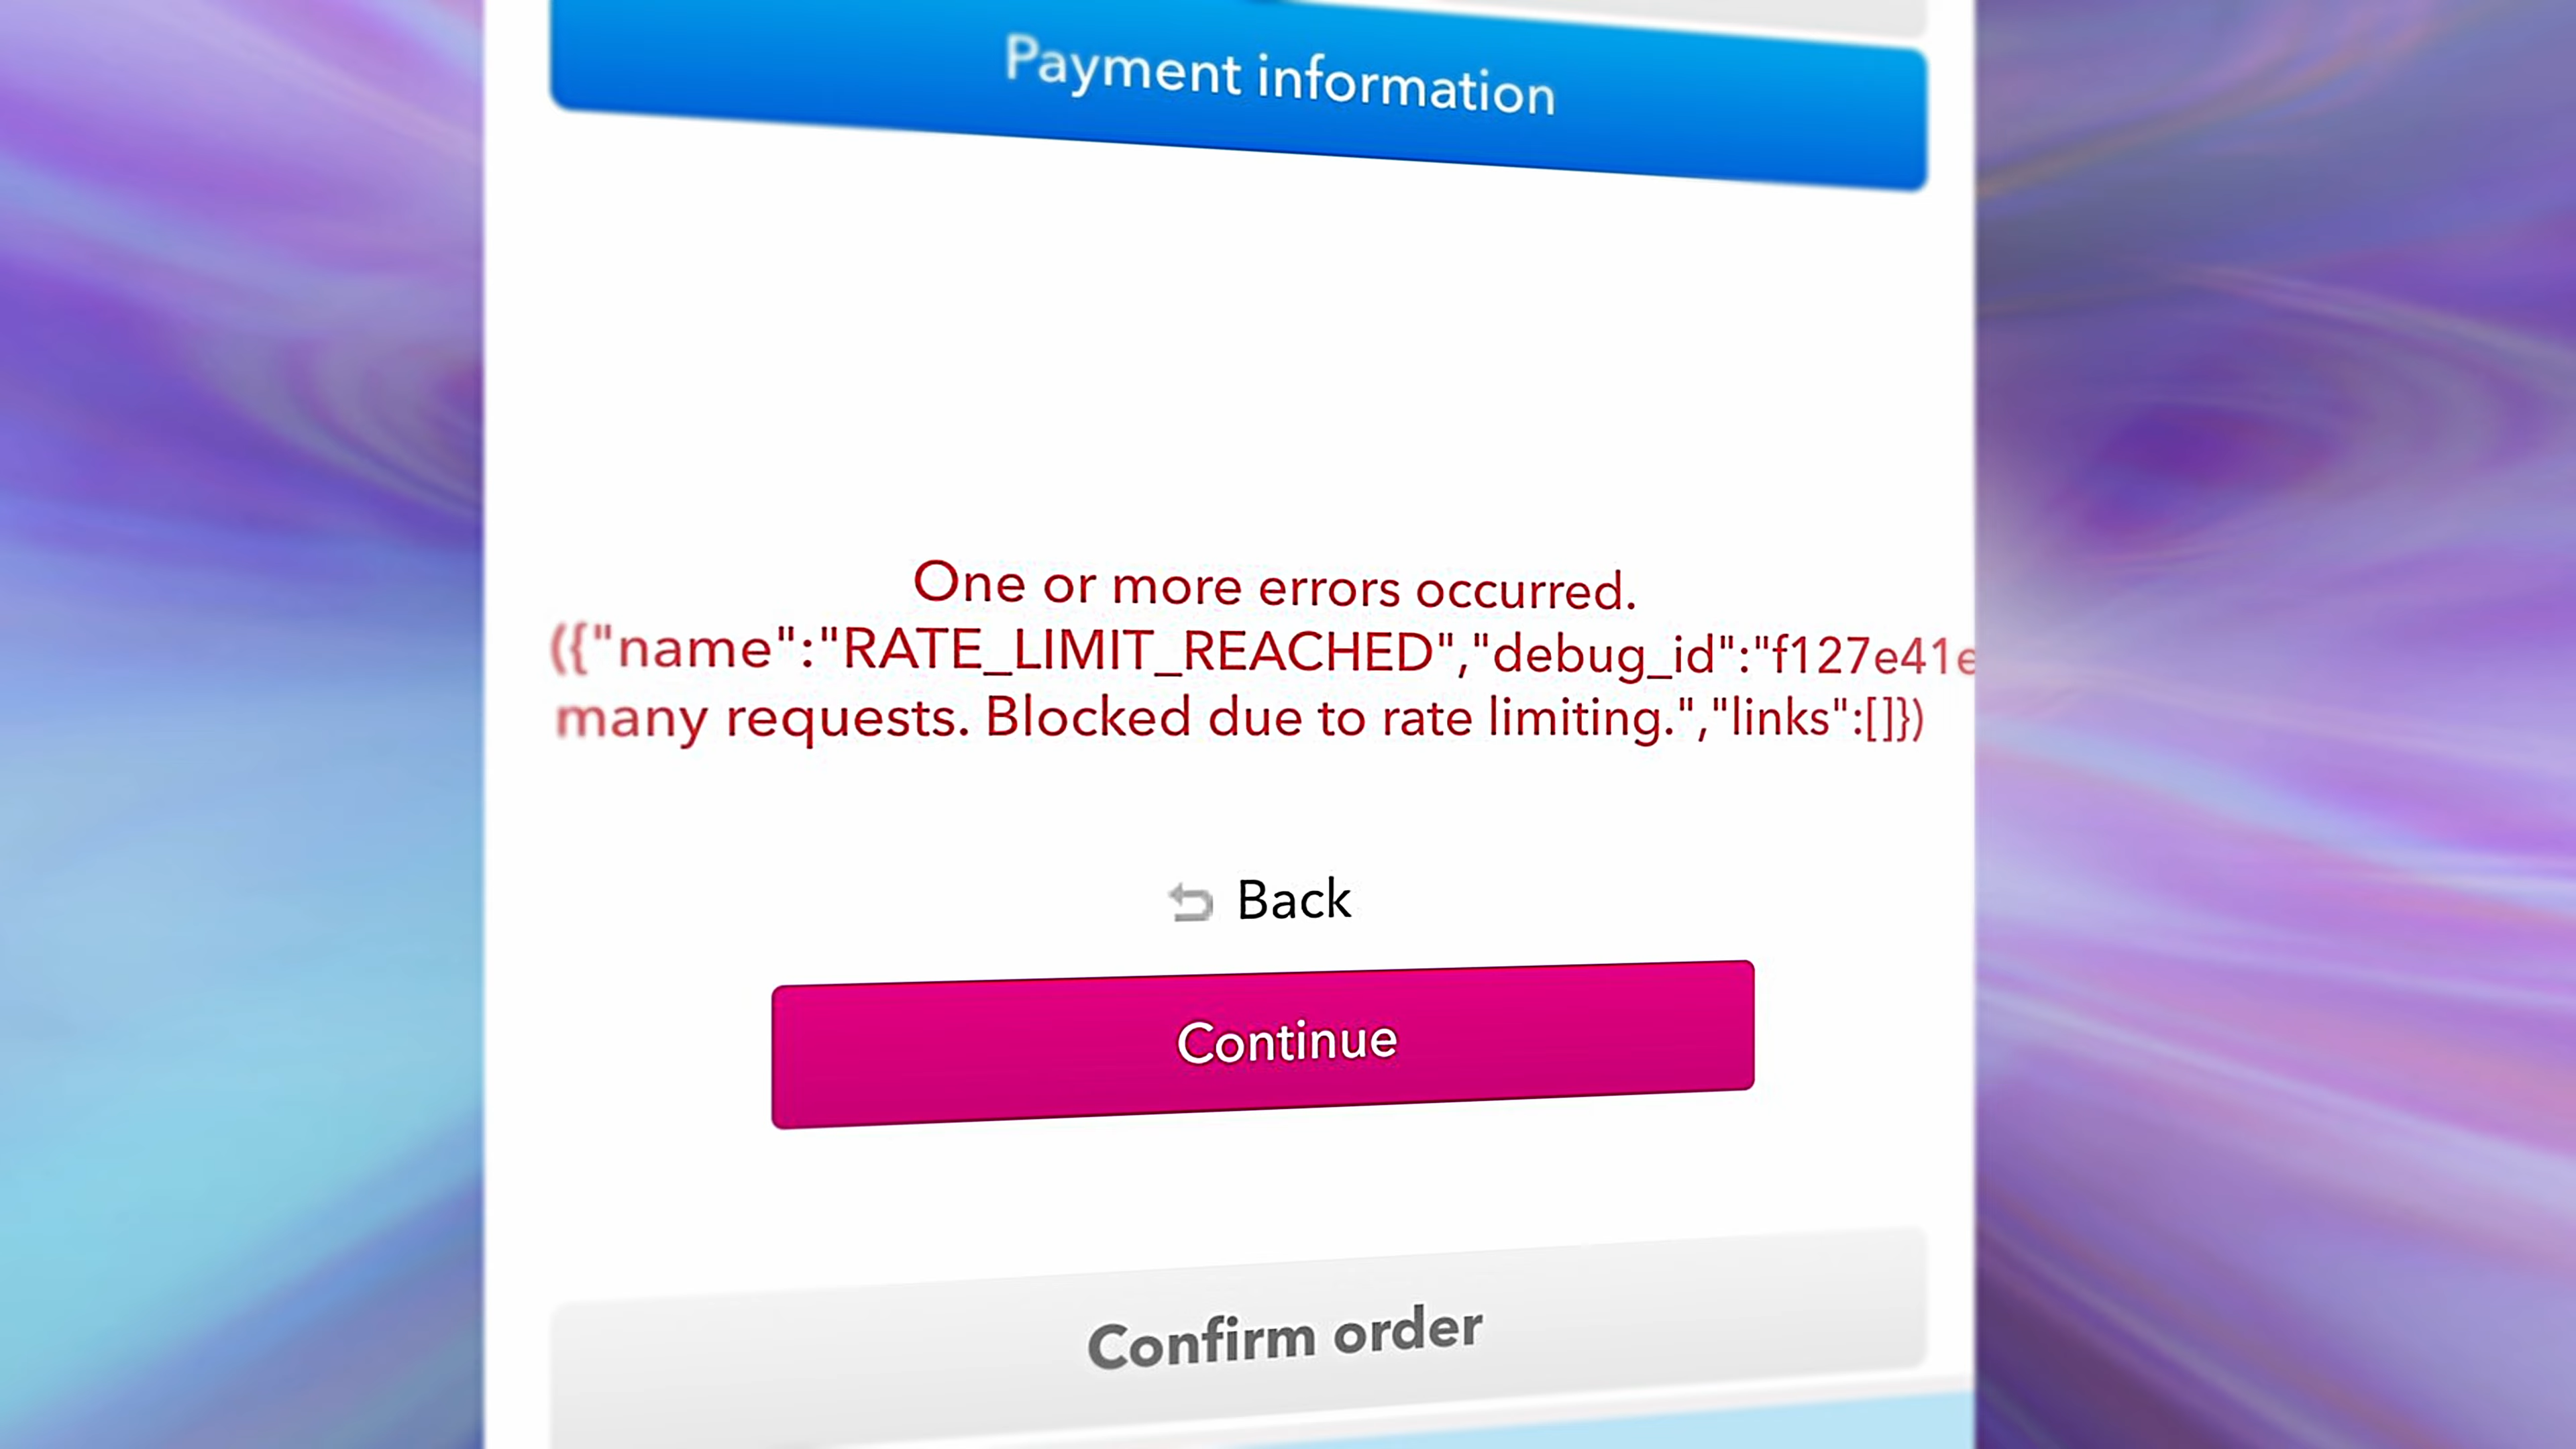 Payment information
One or more errors occurred.
({"name":"RATE_LIMIT_REACHED","debug_id":"f127e41e
many requests. Blocked due to rate limiting.","links":[]})
Back
Continue
Confirm order